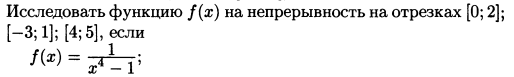 Исследовать функцию f(x) на непрерывность на отрезках [0; 2];
[−3; 1]; [4; 5], если
f(x) = 1/(x⁴ − 1);